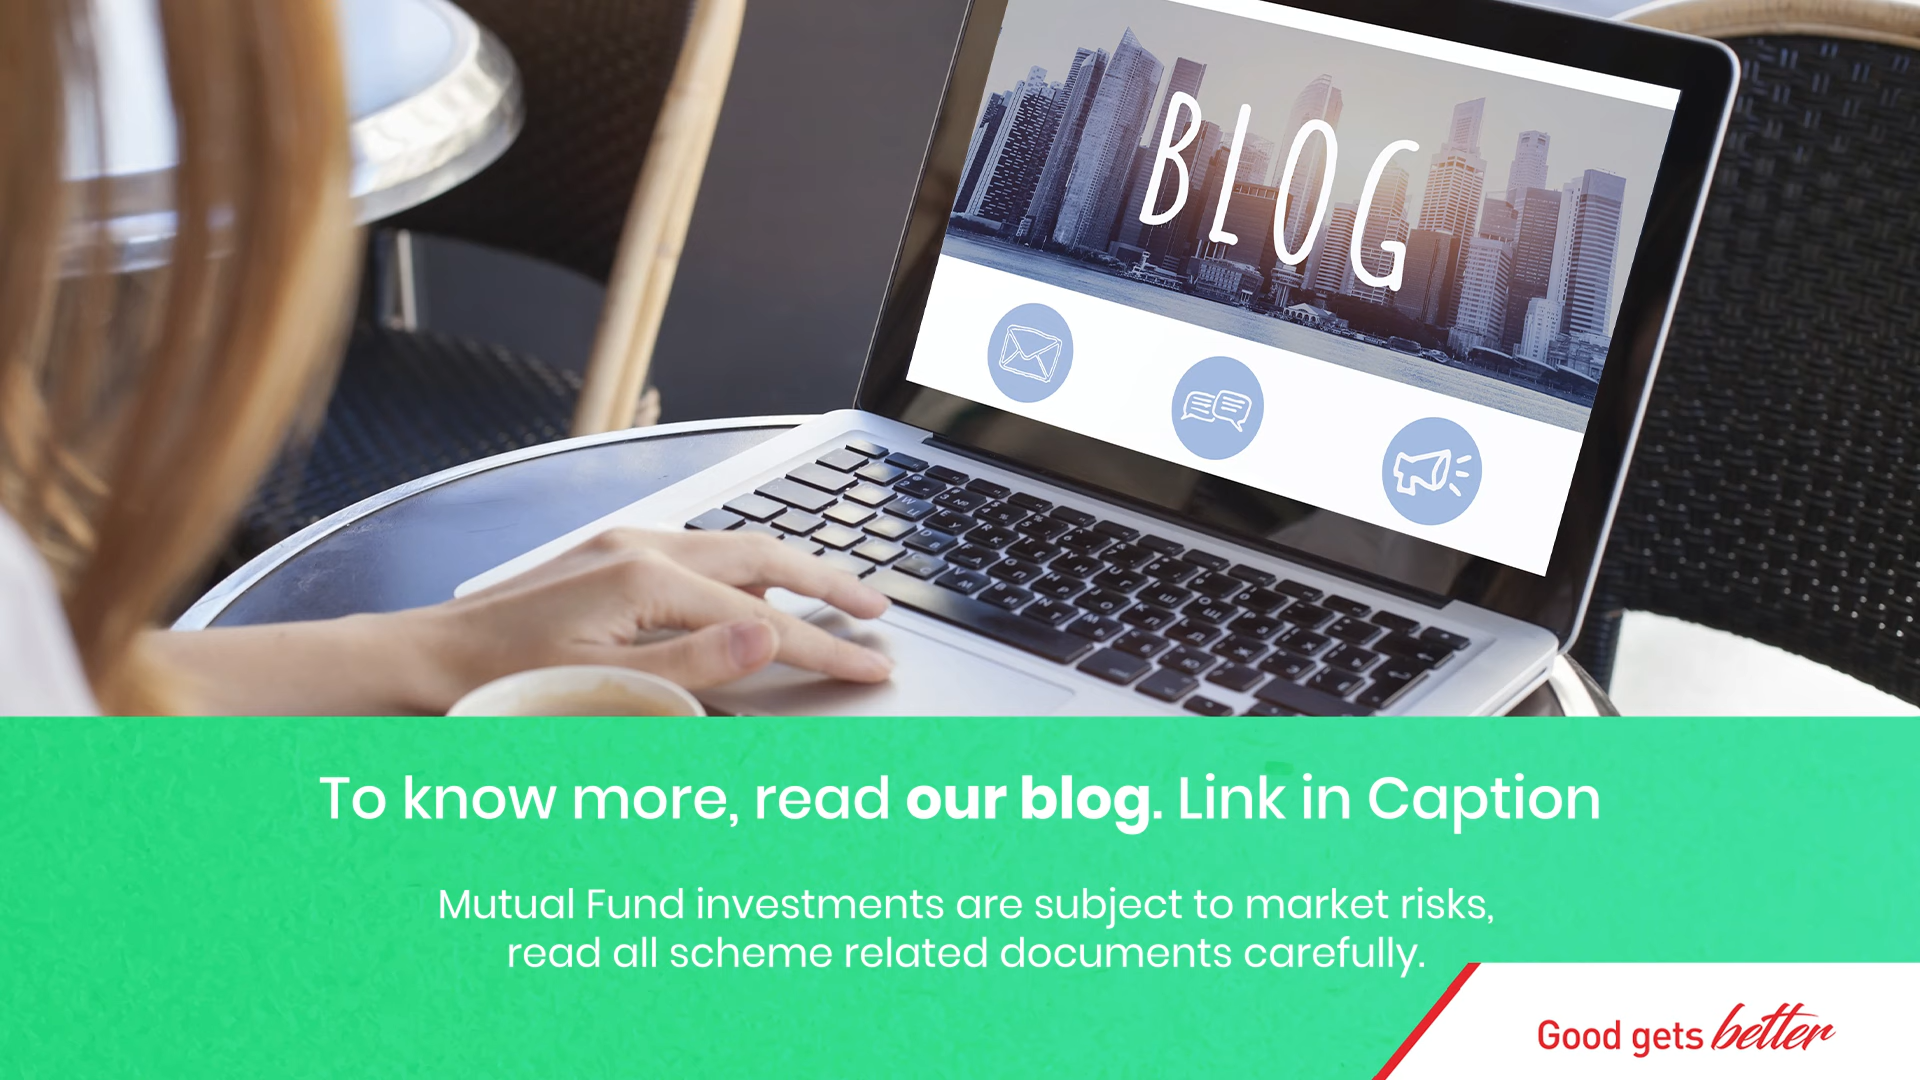 BLOG
To know more, read our blog. Link in Caption
Mutual Fund investments are subject to market risks,
read all scheme related documents carefully.
Good gets better